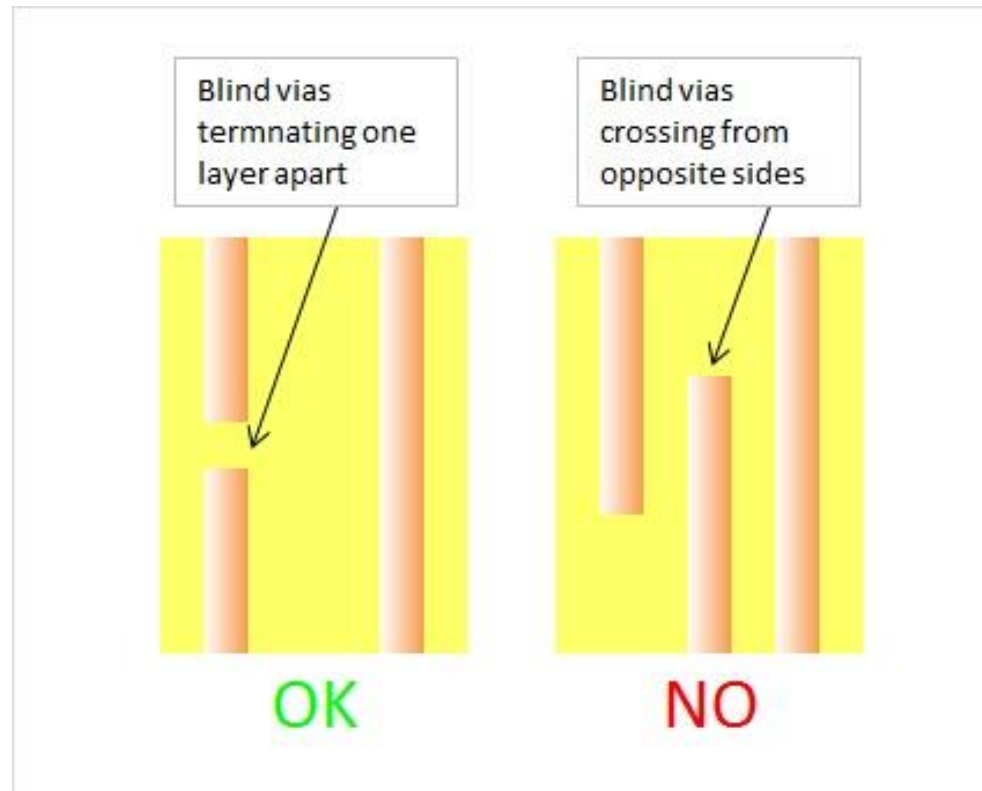 Blind vias
termnating one
layer apart
Blind vias
crossing from
opposite sides
OK
NO